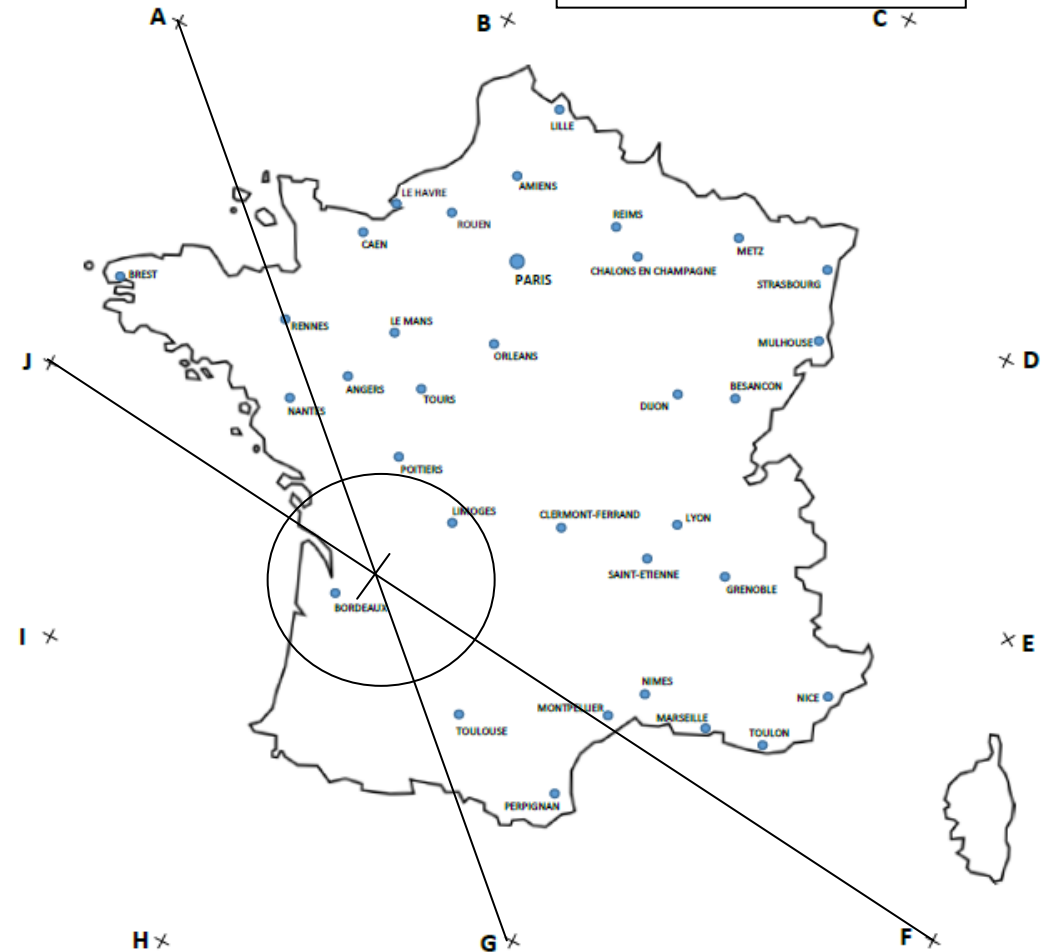 A
B
C
LILLE
LE HAVRE
AMIENS
ROUEN
REIMS
CAEN
METZ
CHALONS EN CHAMPAGNE
BREST
PARIS
STRASBOURG
LE MANS
RENNES
MULHOUSE
ORLEANS
J
D
ANGERS
BESANCON
TOURS
DIJON
NANTES
POITIERS
LIMOGES
CLERMONT-FERRAND
LYON
SAINT-ETIENNE
GRENOBLE
BORDEAUX
I
E
NIMES
NICE
MONTPELLIER
MARSEILLE
TOULOUSE
TOULON
PERPIGNAN
H
G
F